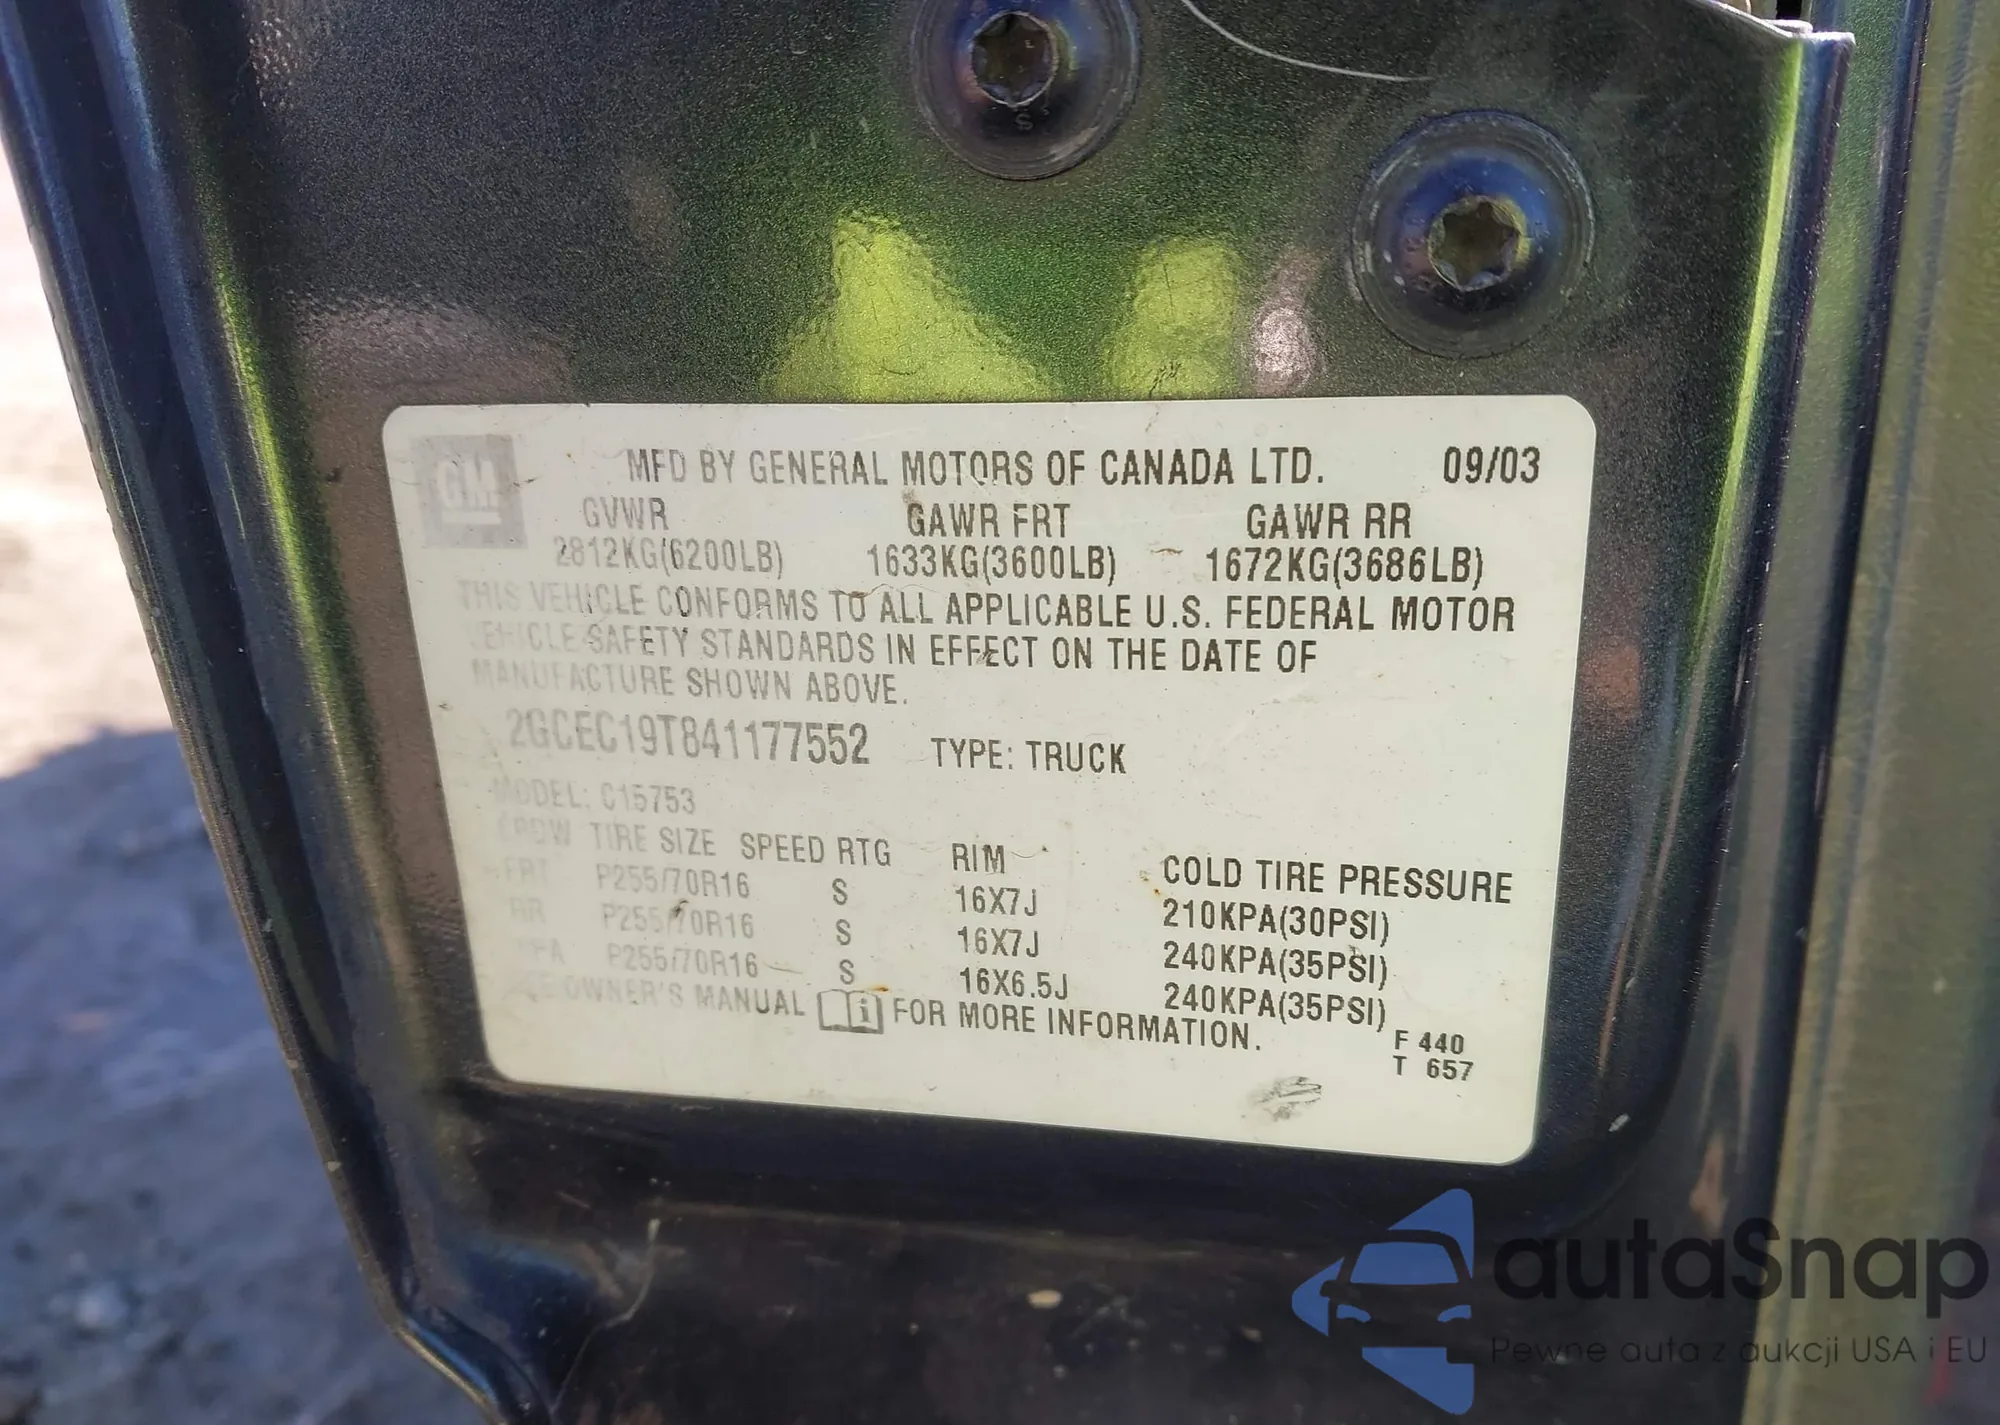 GM
MFD BY GENERAL MOTORS OF CANADA LTD. 09/03
GVWR GAWR FRT GAWR RR
2812KG(6200LB) 1633KG(3600LB) 1672KG(3686LB)
THIS VEHICLE CONFORMS TO ALL APPLICABLE U.S. FEDERAL MOTOR
VEHICLE SAFETY STANDARDS IN EFFECT ON THE DATE OF
MANUFACTURE SHOWN ABOVE.
2GCEC19T841177552 TYPE: TRUCK
MODEL: C15753
TIRE SIZE SPEED RTG RIM COLD TIRE PRESSURE
FRT P255/70R16 S 16X7J 210KPA(30PSI)
RR P255/70R16 S 16X7J 240KPA(35PSI)
SPA P255/70R16 S 16X6.5J 240KPA(35PSI)
SEE OWNER'S MANUAL FOR MORE INFORMATION.
F 440
T 657
autaSnap
Pewne auta z aukcji USA i EU